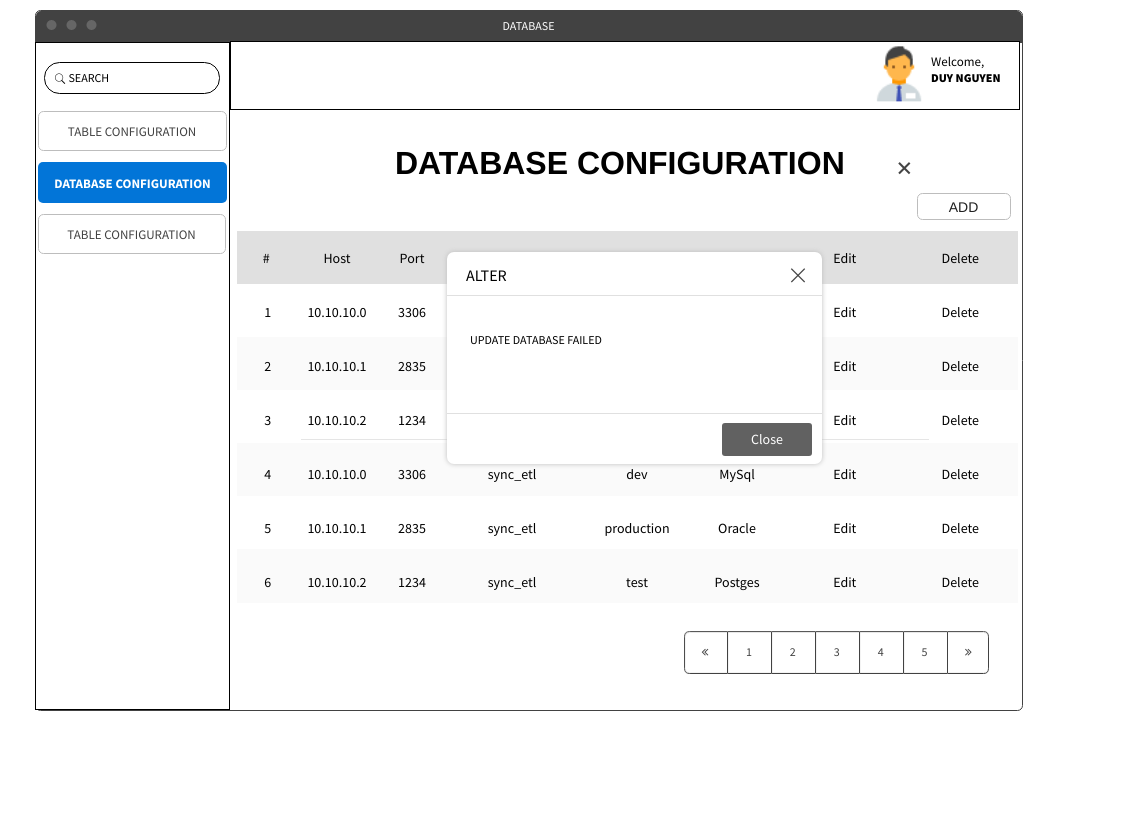 DATABASE
SEARCH
Welcome,
DUY NGUYEN
TABLE CONFIGURATION
DATABASE CONFIGURATION
TABLE CONFIGURATION
DATABASE CONFIGURATION
ADD
# Host Port Edit Delete
ALTER
1 10.10.10.0 3306 Edit Delete
UPDATE DATABASE FAILED
2 10.10.10.1 2835 Edit Delete
3 10.10.10.2 1234 Edit Delete
Close
4 10.10.10.0 3306 sync_etl dev MySql Edit Delete
5 10.10.10.1 2835 sync_etl production Oracle Edit Delete
6 10.10.10.2 1234 sync_etl test Postges Edit Delete
« 1 2 3 4 5 »